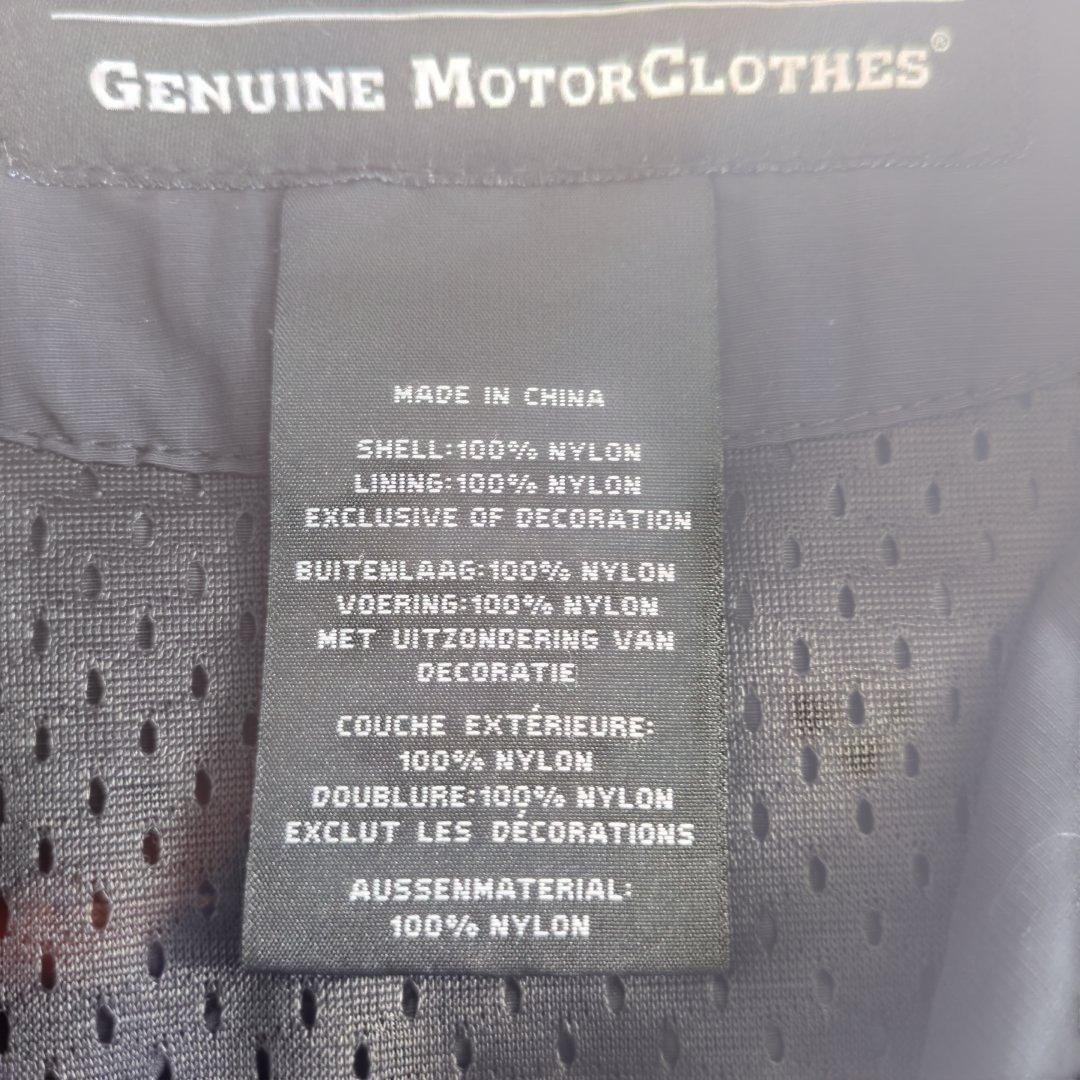 GENUINE MOTORCLOTHES®
MADE IN CHINA
SHELL:100% NYLON
LINING:100% NYLON
EXCLUSIVE OF DECORATION
BUITENLAAG:100% NYLON
VOERING:100% NYLON
MET UITZONDERING VAN
DECORATIE
COUCHE EXTÉRIEURE:
100% NYLON
DOUBLURE:100% NYLON
EXCLUT LES DÉCORATIONS
AUSSENMATERIAL:
100% NYLON